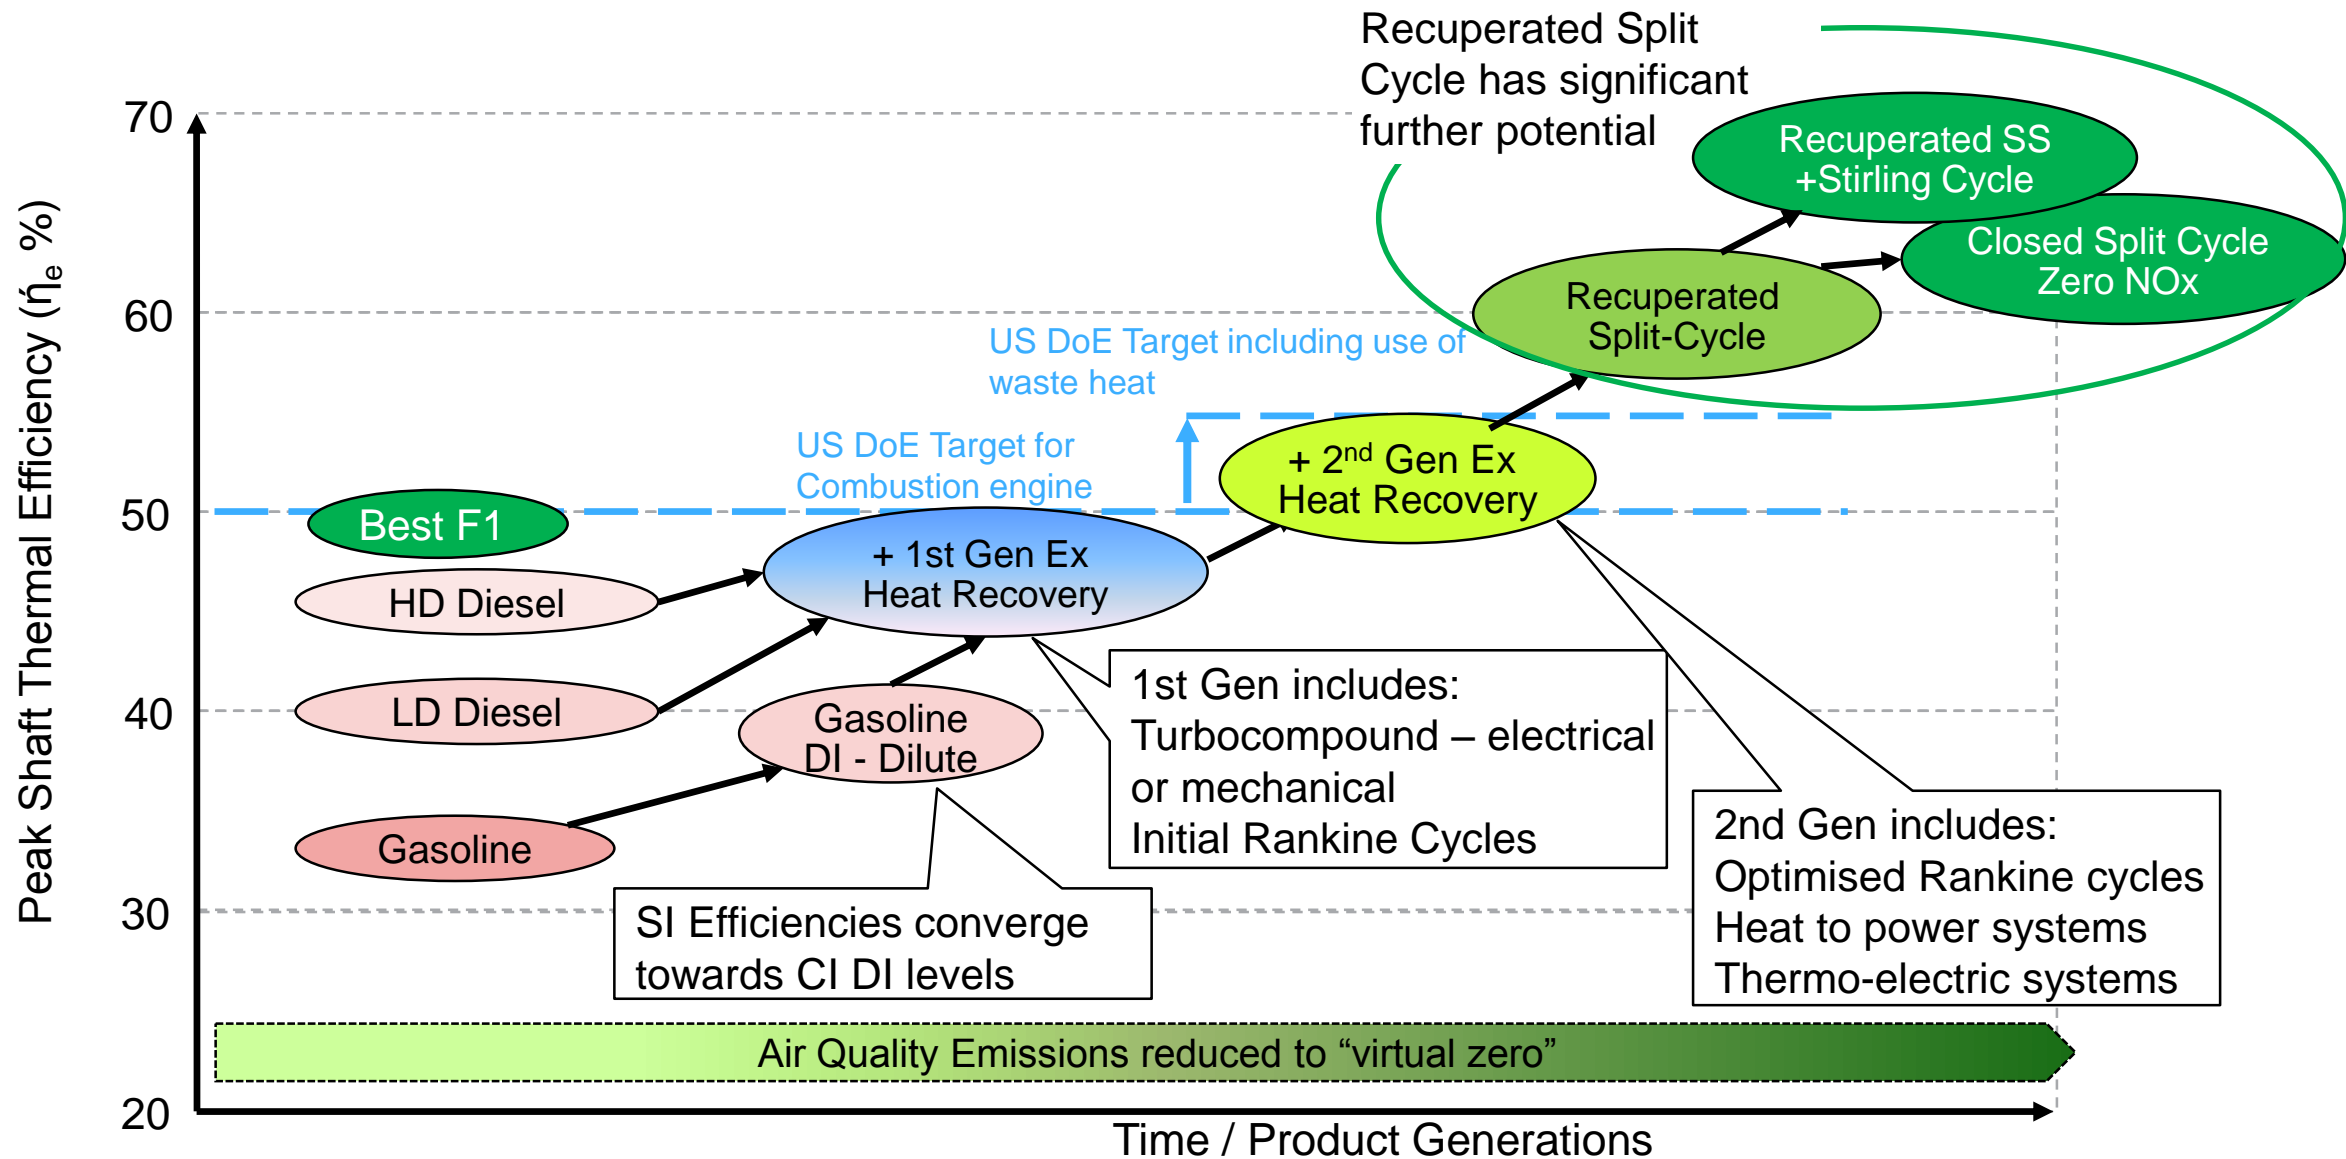 Recuperated Split
Cycle has significant
further potential
70
60
50
40
30
20
Peak Shaft Thermal Efficiency (ήe %)
Recuperated SS
+Stirling Cycle
Closed Split Cycle
Zero NOx
Recuperated
Split-Cycle
US DoE Target including use of
waste heat
US DoE Target for
Combustion engine
+ 2nd Gen Ex
Heat Recovery
Best F1
+ 1st Gen Ex
Heat Recovery
HD Diesel
LD Diesel
Gasoline
DI - Dilute
Gasoline
1st Gen includes:
Turbocompound – electrical
or mechanical
Initial Rankine Cycles
2nd Gen includes:
Optimised Rankine cycles
Heat to power systems
Thermo-electric systems
SI Efficiencies converge
towards CI DI levels
Air Quality Emissions reduced to “virtual zero”
Time / Product Generations